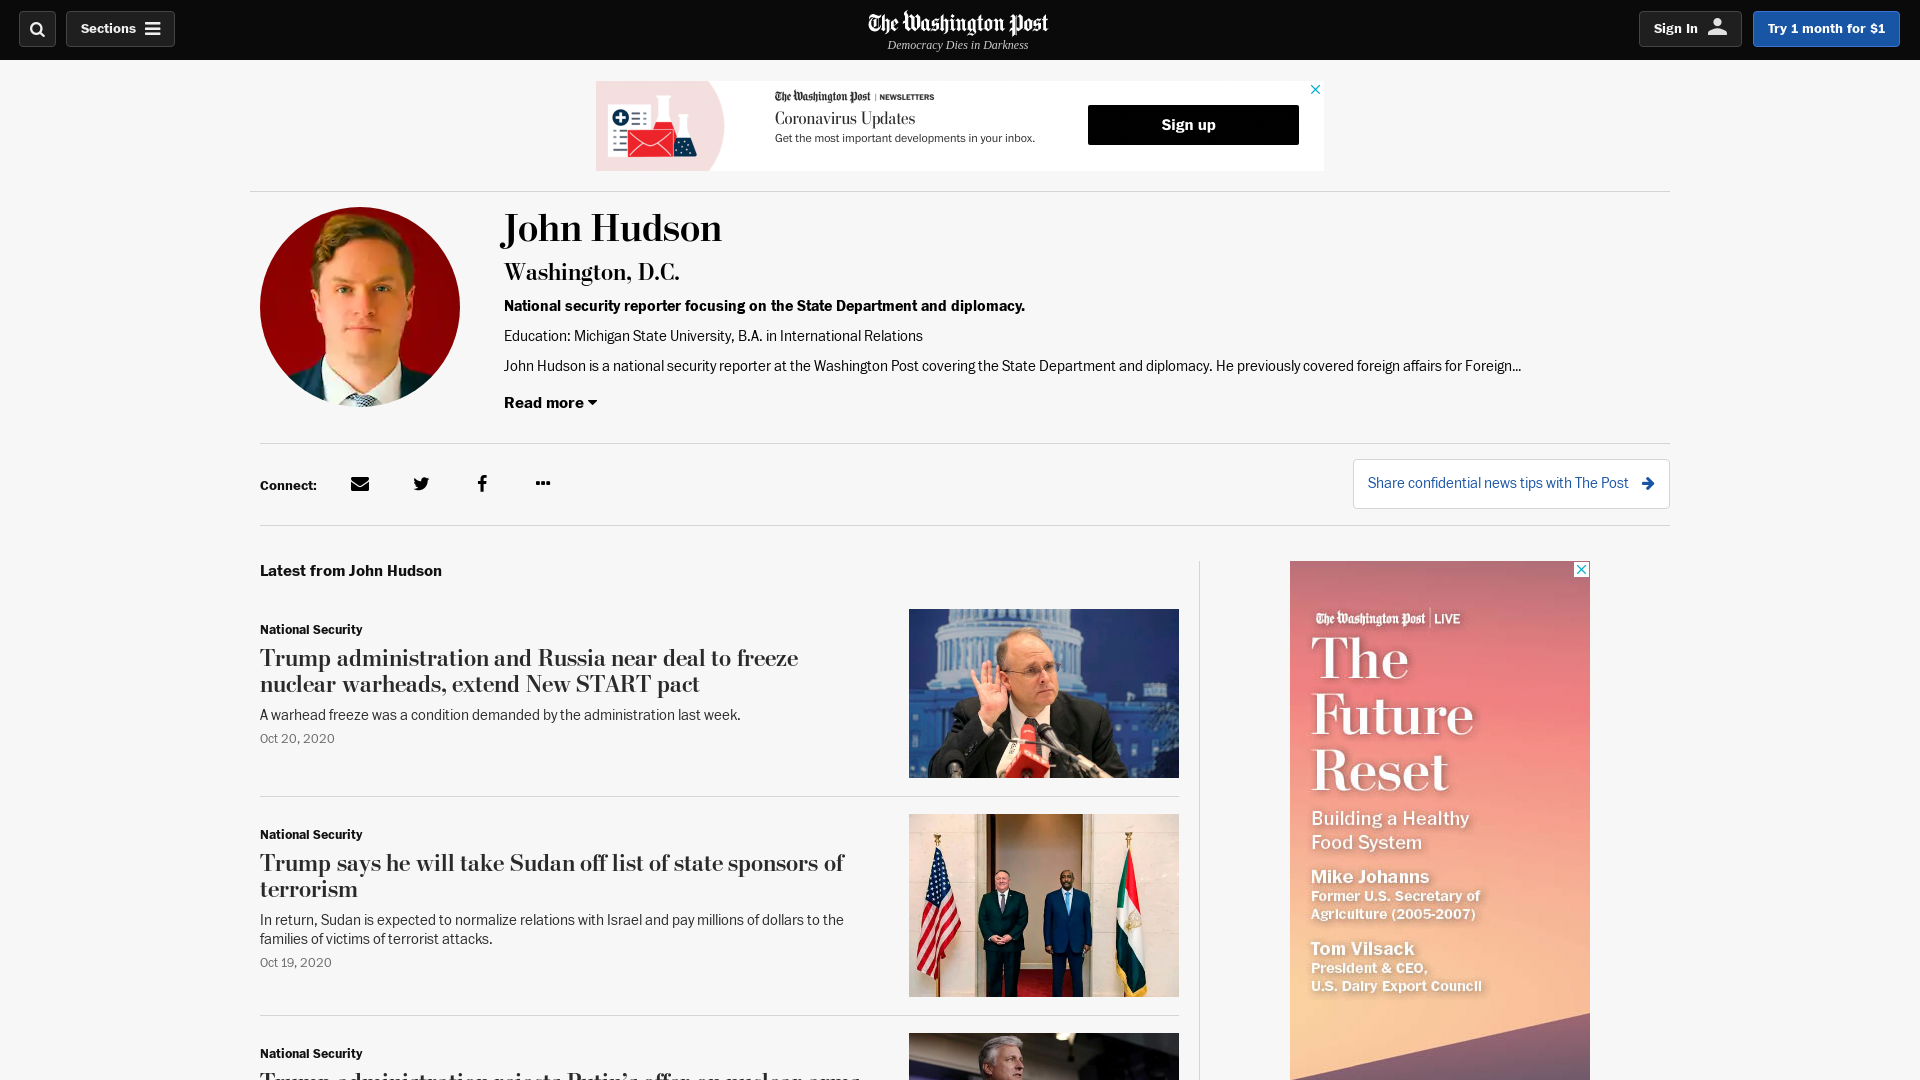 Sections
The Washington Post
Democracy Dies in Darkness
Sign In
Try 1 month for $1
The Washington Post | NEWSLETTERS
Coronavirus Updates
Get the most important developments in your inbox.
Sign up
John Hudson
Washington, D.C.
National security reporter focusing on the State Department and diplomacy.
Education: Michigan State University, B.A. in International Relations
John Hudson is a national security reporter at the Washington Post covering the State Department and diplomacy. He previously covered foreign affairs for Foreign...
Read more
Connect:
Share confidential news tips with The Post
Latest from John Hudson
National Security
Trump administration and Russia near deal to freeze
nuclear warheads, extend New START pact
A warhead freeze was a condition demanded by the administration last week.
Oct 20, 2020
National Security
Trump says he will take Sudan off list of state sponsors of
terrorism
In return, Sudan is expected to normalize relations with Israel and pay millions of dollars to the
families of victims of terrorist attacks.
Oct 19, 2020
National Security
Trump administration rejects Putin's offer on nuclear arms
The Washington Post | LIVE
The
Future
Reset
Building a Healthy
Food System
Mike Johanns
Former U.S. Secretary of
Agriculture (2005-2007)
Tom Vilsack
President & CEO,
U.S. Dairy Export Council